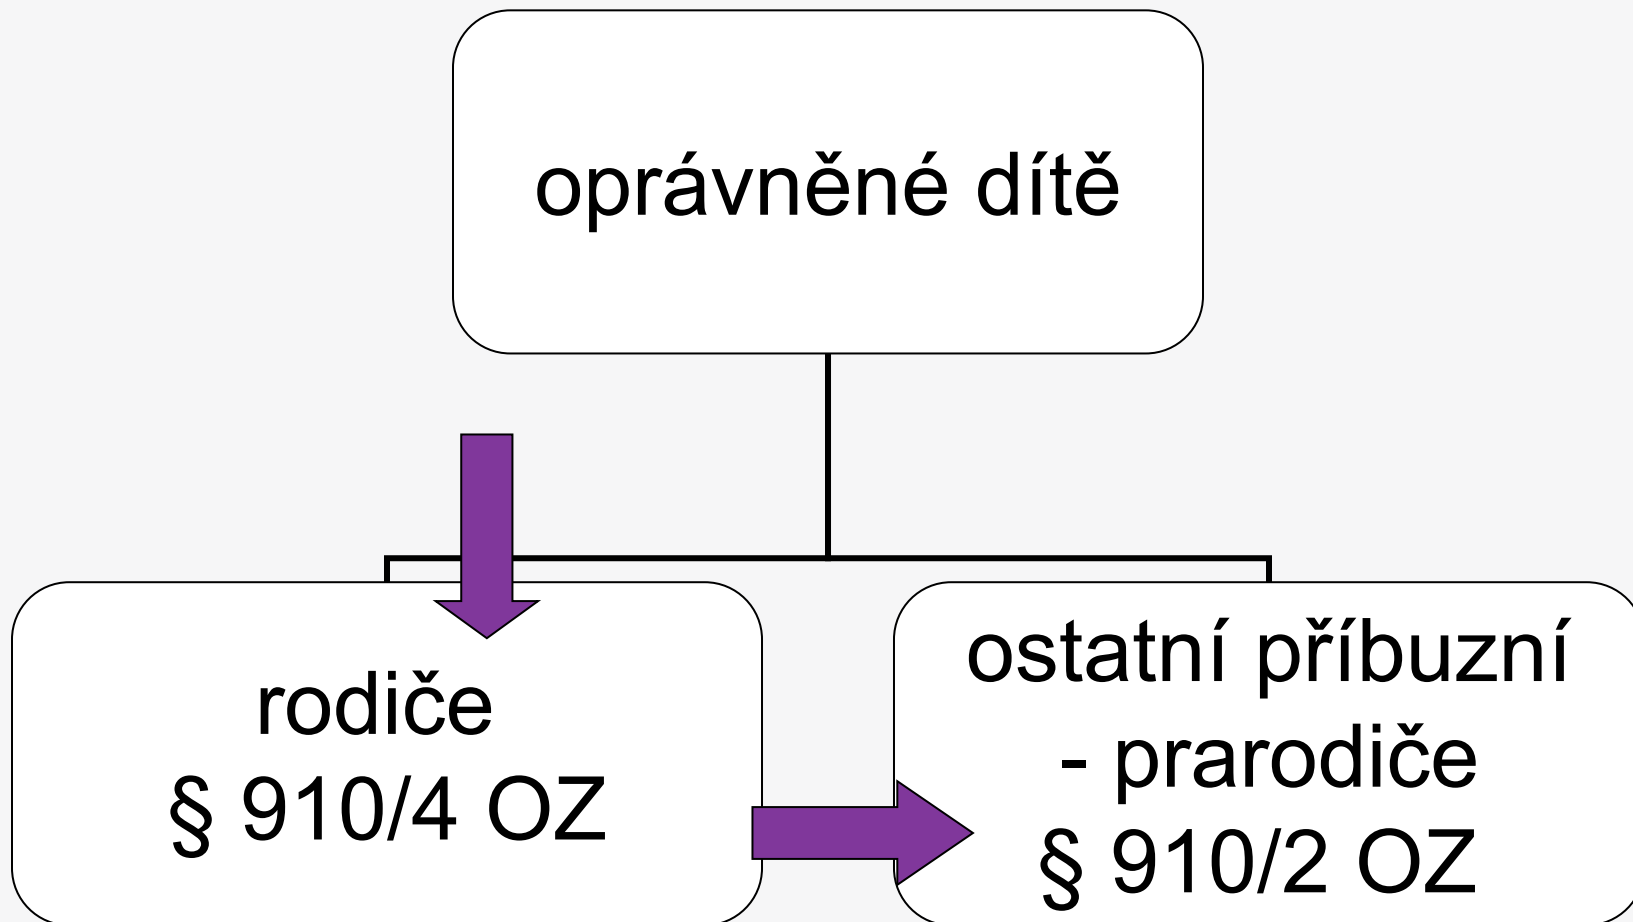 oprávněné dítě
rodiče
§ 910/4 OZ
ostatní příbuzní
- prarodiče
§ 910/2 OZ